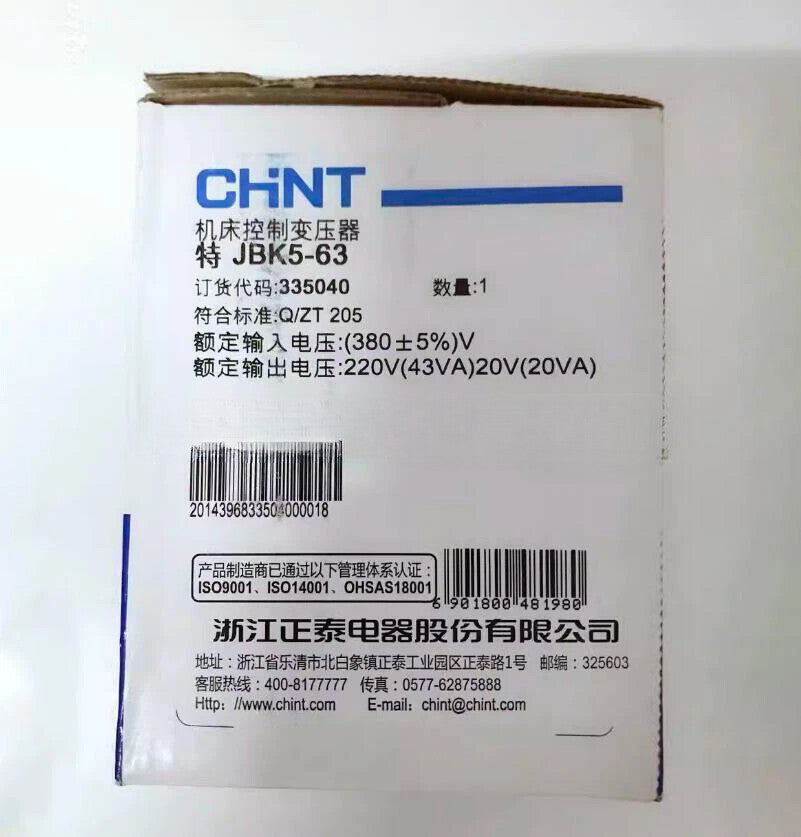 CHINT
机床控制变压器
特 JBK5-63
订货代码:335040 数量:1
符合标准:Q/ZT 205
额定输入电压:(380±5%)V
额定输出电压:220V(43VA)20V(20VA)
2014396833504000018
产品制造商已通过以下管理体系认证:
ISO9001、ISO14001、OHSAS18001
6 901800 481980
浙江正泰电器股份有限公司
地址:浙江省乐清市北白象镇正泰工业园区正泰路1号 邮编:325603
客服热线:400-8177777 传真:0577-62875888
Http://www.chint.com E-mail:chint@chint.com